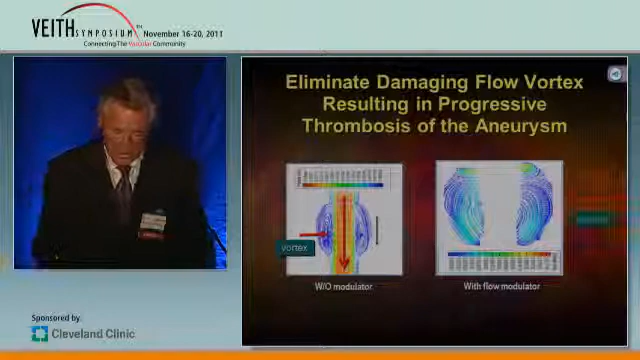 VEITHSYMPOSIUM™
November 16-20, 2011
Connecting The Vascular Community
Eliminate Damaging Flow Vortex
Resulting in Progressive
Thrombosis of the Aneurysm
vortex
W/O modulator
With flow modulator
Sponsored by:
Cleveland Clinic